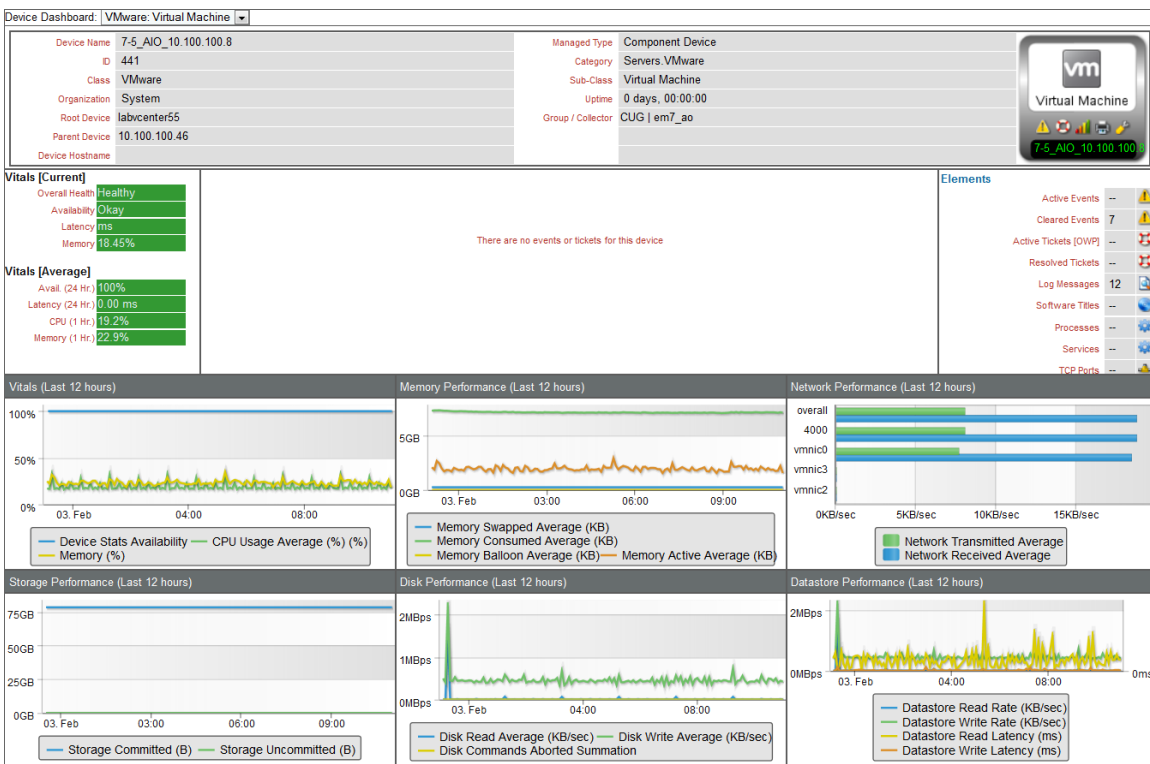 Device Dashboard: VMware: Virtual Machine
Device Name 7-5_AIO_10.100.100.8 Managed Type Component Device
ID 441 Category Servers.VMware
Class VMware Sub-Class Virtual Machine
Organization System Uptime 0 days, 00:00:00
Root Device labvcenter55 Group / Collector CUG | em7_ao
Parent Device 10.100.100.46
Device Hostname
vm
Virtual Machine
7-5_AIO_10.100.100.8
Vitals [Current]
Overall Health Healthy
Availability Okay
Latency ms
Memory 18.45%
Vitals [Average]
Avail. (24 Hr.) 100%
Latency (24 Hr.) 0.00 ms
CPU (1 Hr.) 19.2%
Memory (1 Hr.) 22.9%
There are no events or tickets for this device
Elements
Active Events --
Cleared Events 7
Active Tickets [OWP] --
Resolved Tickets --
Log Messages 12
Software Titles --
Processes --
Services --
TCP Ports --
Vitals (Last 12 hours)
100%
50%
0%
03. Feb 04:00 08:00
Device Stats Availability CPU Usage Average (%) (%)
Memory (%)
Memory Performance (Last 12 hours)
5GB
0GB
03. Feb 03:00 06:00 09:00
Memory Swapped Average (KB)
Memory Consumed Average (KB)
Memory Balloon Average (KB) Memory Active Average (KB)
Network Performance (Last 12 hours)
overall
4000
vmnic0
vmnic3
vmnic2
0KB/sec 5KB/sec 10KB/sec 15KB/sec
Network Transmitted Average
Network Received Average
Storage Performance (Last 12 hours)
75GB
50GB
25GB
0GB
03. Feb 03:00 06:00 09:00
Storage Committed (B) Storage Uncommitted (B)
Disk Performance (Last 12 hours)
2MBps
1MBps
0MBps
03. Feb 04:00 08:00
Disk Read Average (KB/sec) Disk Write Average (KB/sec)
Disk Commands Aborted Summation
Datastore Performance (Last 12 hours)
2MBps
0MBps 0ms
03. Feb 04:00 08:00
Datastore Read Rate (KB/sec)
Datastore Write Rate (KB/sec)
Datastore Read Latency (ms)
Datastore Write Latency (ms)